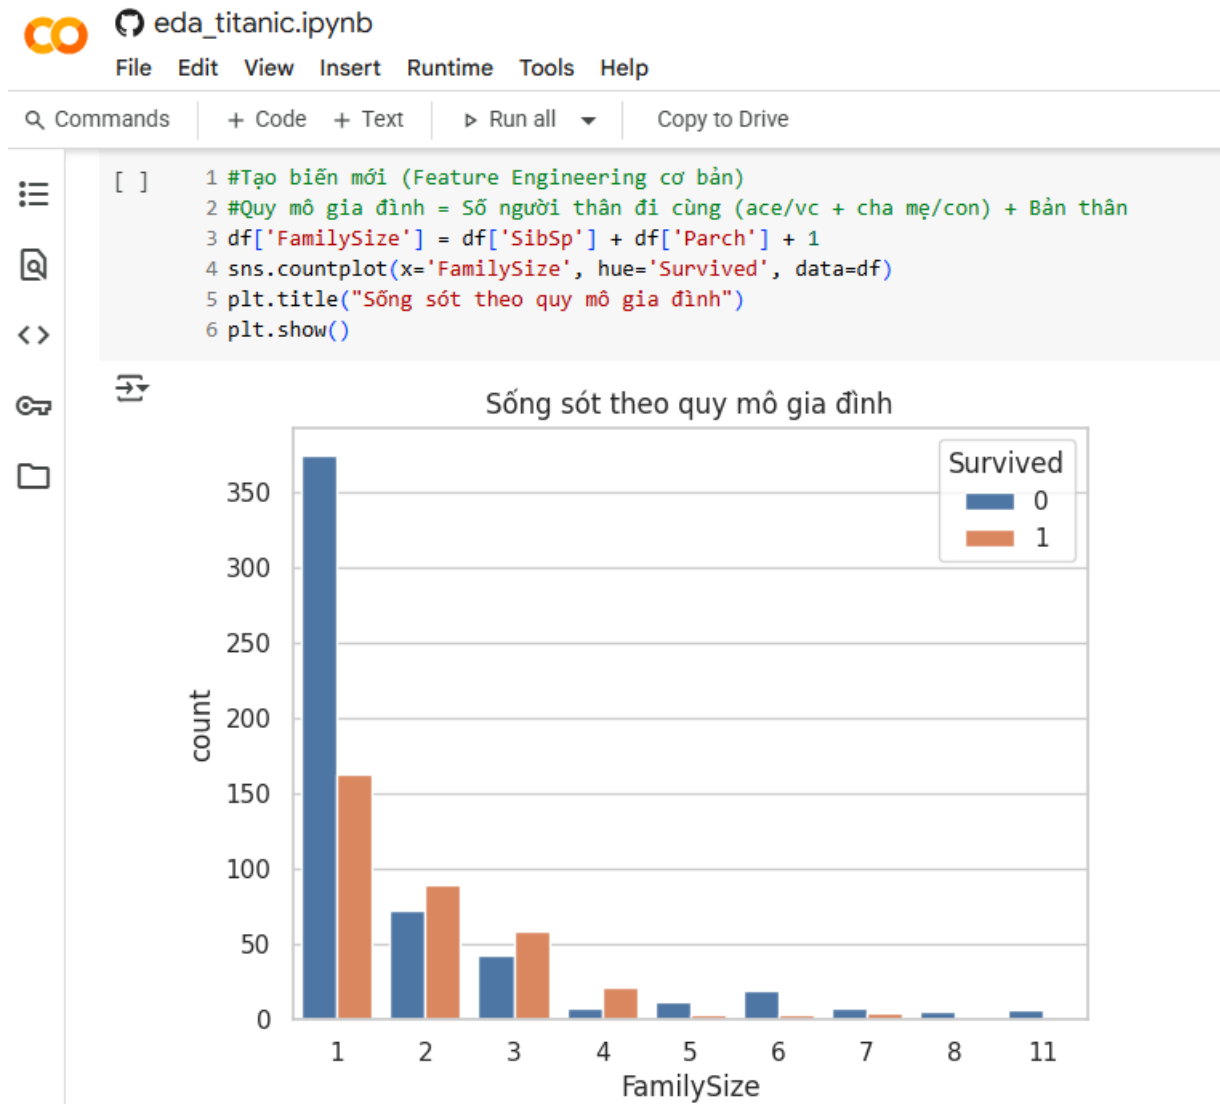 eda_titanic.ipynb
File Edit View Insert Runtime Tools Help
Commands + Code + Text Run all Copy to Drive
[ ]
1 #Tạo biến mới (Feature Engineering cơ bản)
2 #Quy mô gia đình = Số người thân đi cùng (ace/vc + cha mẹ/con) + Bản thân
3 df['FamilySize'] = df['SibSp'] + df['Parch'] + 1
4 sns.countplot(x='FamilySize', hue='Survived', data=df)
5 plt.title("Sống sót theo quy mô gia đình")
6 plt.show()
Sống sót theo quy mô gia đình
Survived
0
1
350
300
250
200
150
100
50
0
count
1 2 3 4 5 6 7 8 11
FamilySize